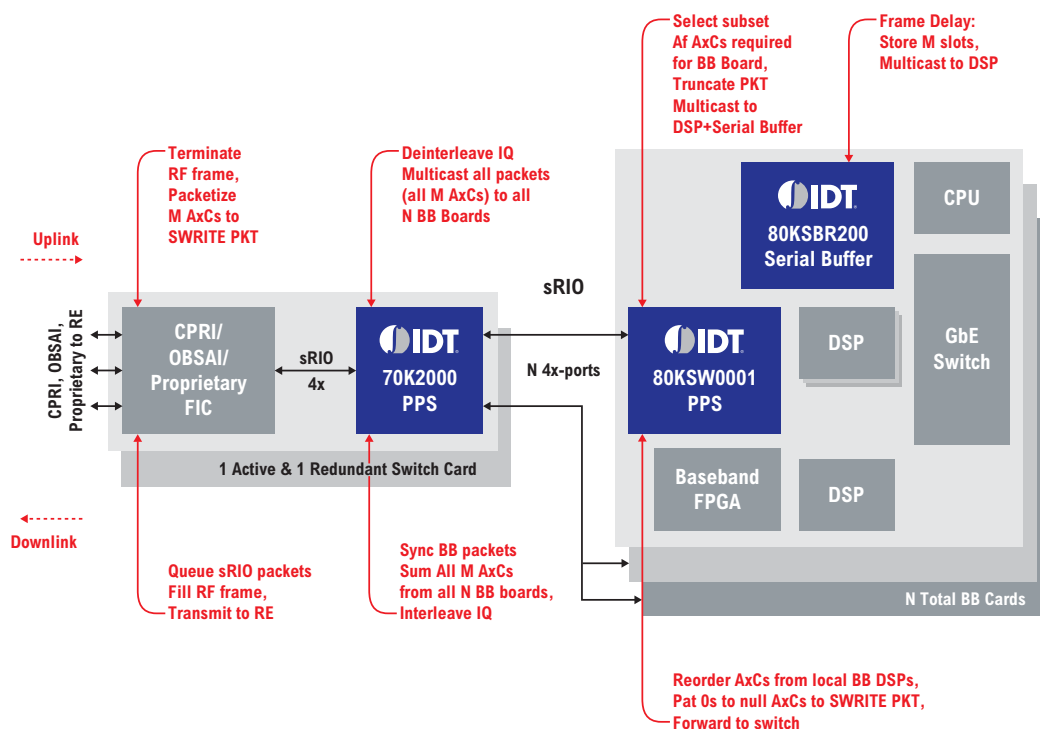 Select subset
Af AxCs required
for BB Board,
Truncate PKT
Multicast to
DSP+Serial Buffer
Frame Delay:
Store M slots,
Multicast to DSP
Terminate
RF frame,
Packetize
M AxCs to
SWRITE PKT
Deinterleave IQ
Multicast all packets
(all M AxCs) to all
N BB Boards
Uplink
IDT
80KSBR200
Serial Buffer
CPU
sRIO
CPRI, OBSAI,
Proprietary to RE
CPRI/
OBSAI/
Proprietary
FIC
sRIO
4x
IDT
70K2000
PPS
N 4x-ports
IDT
80KSW0001
PPS
DSP
GbE
Switch
1 Active & 1 Redundant Switch Card
Baseband
FPGA
DSP
Downlink
Queue sRIO packets
Fill RF frame,
Transmit to RE
Sync BB packets
Sum All M AxCs
from all N BB boards,
Interleave IQ
N Total BB Cards
Reorder AxCs from local BB DSPs,
Pat 0s to null AxCs to SWRITE PKT,
Forward to switch